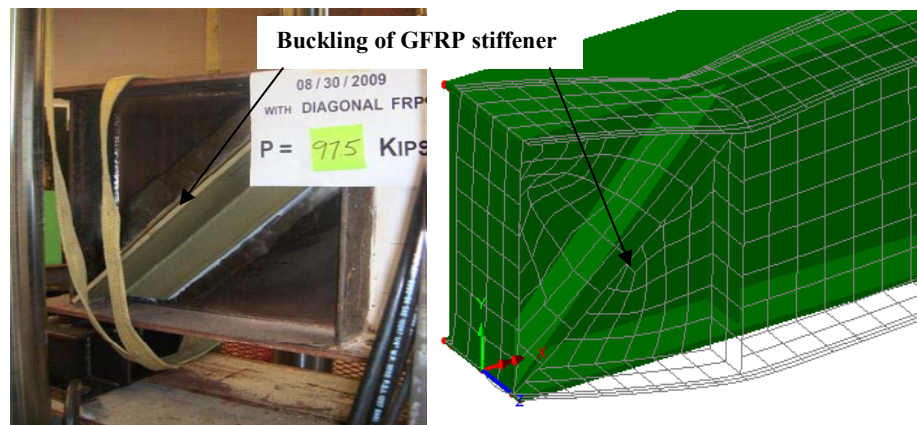 Buckling of GFRP stiffener
08/30/2009
WITH DIAGONAL FRP
P = 97.5 KIPS
Y
X
Z